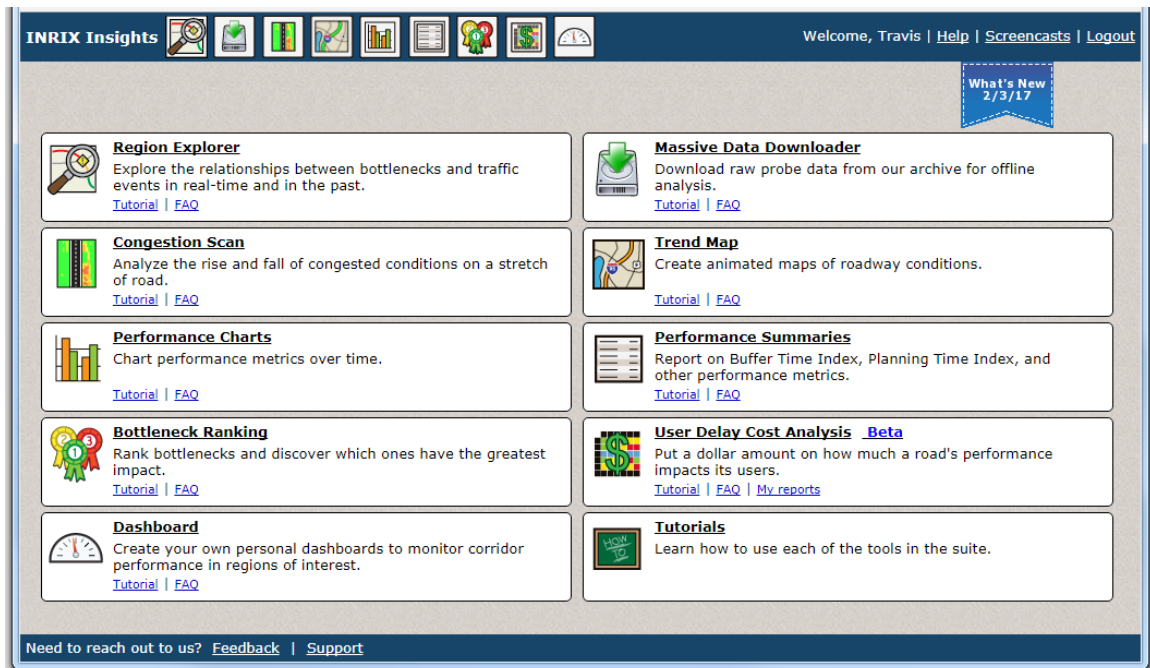 INRIX Insights
Welcome, Travis | Help | Screencasts | Logout
What's New
2/3/17
Region Explorer
Explore the relationships between bottlenecks and traffic
events in real-time and in the past.
Tutorial | FAQ
Massive Data Downloader
Download raw probe data from our archive for offline
analysis.
Tutorial | FAQ
Congestion Scan
Analyze the rise and fall of congested conditions on a stretch
of road.
Tutorial | FAQ
Trend Map
Create animated maps of roadway conditions.
Tutorial | FAQ
Performance Charts
Chart performance metrics over time.
Tutorial | FAQ
Performance Summaries
Report on Buffer Time Index, Planning Time Index, and
other performance metrics.
Tutorial | FAQ
2
3
1
Bottleneck Ranking
Rank bottlenecks and discover which ones have the greatest
impact.
Tutorial | FAQ
$
User Delay Cost Analysis Beta
Put a dollar amount on how much a road's performance
impacts its users.
Tutorial | FAQ | My reports
Dashboard
Create your own personal dashboards to monitor corridor
performance in regions of interest.
Tutorial | FAQ
HOW
TO
Tutorials
Learn how to use each of the tools in the suite.
Need to reach out to us? Feedback | Support